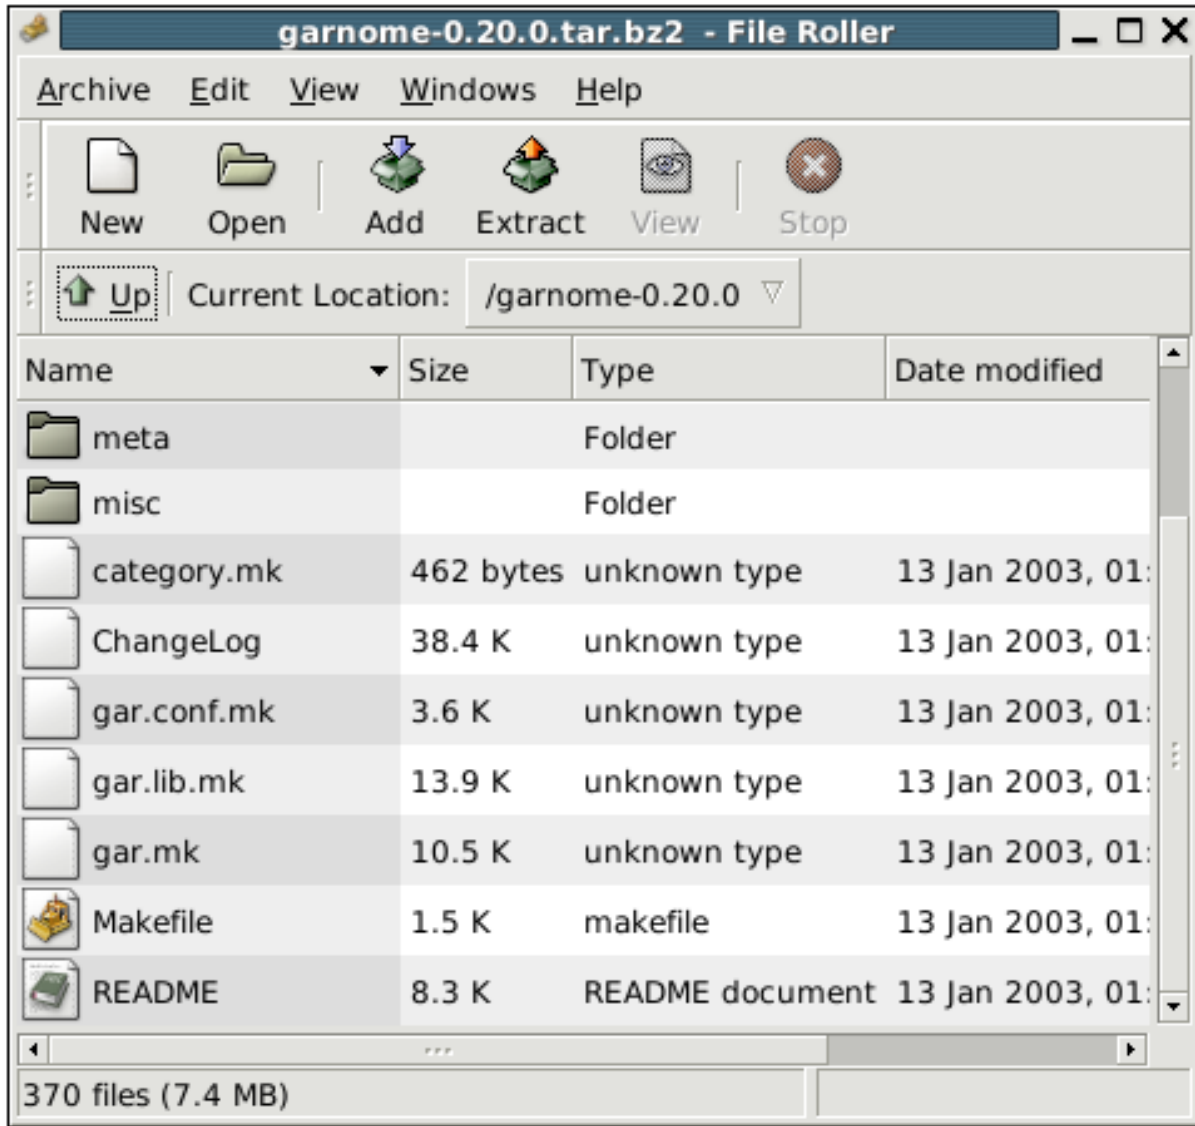 garnome-0.20.0.tar.bz2 - File Roller
Archive Edit View Windows Help
New Open Add Extract View Stop
Up Current Location: /garnome-0.20.0
Name Size Type Date modified
meta Folder
misc Folder
category.mk 462 bytes unknown type 13 Jan 2003, 01:
ChangeLog 38.4 K unknown type 13 Jan 2003, 01:
gar.conf.mk 3.6 K unknown type 13 Jan 2003, 01:
gar.lib.mk 13.9 K unknown type 13 Jan 2003, 01:
gar.mk 10.5 K unknown type 13 Jan 2003, 01:
Makefile 1.5 K makefile 13 Jan 2003, 01:
README 8.3 K README document 13 Jan 2003, 01:
370 files (7.4 MB)